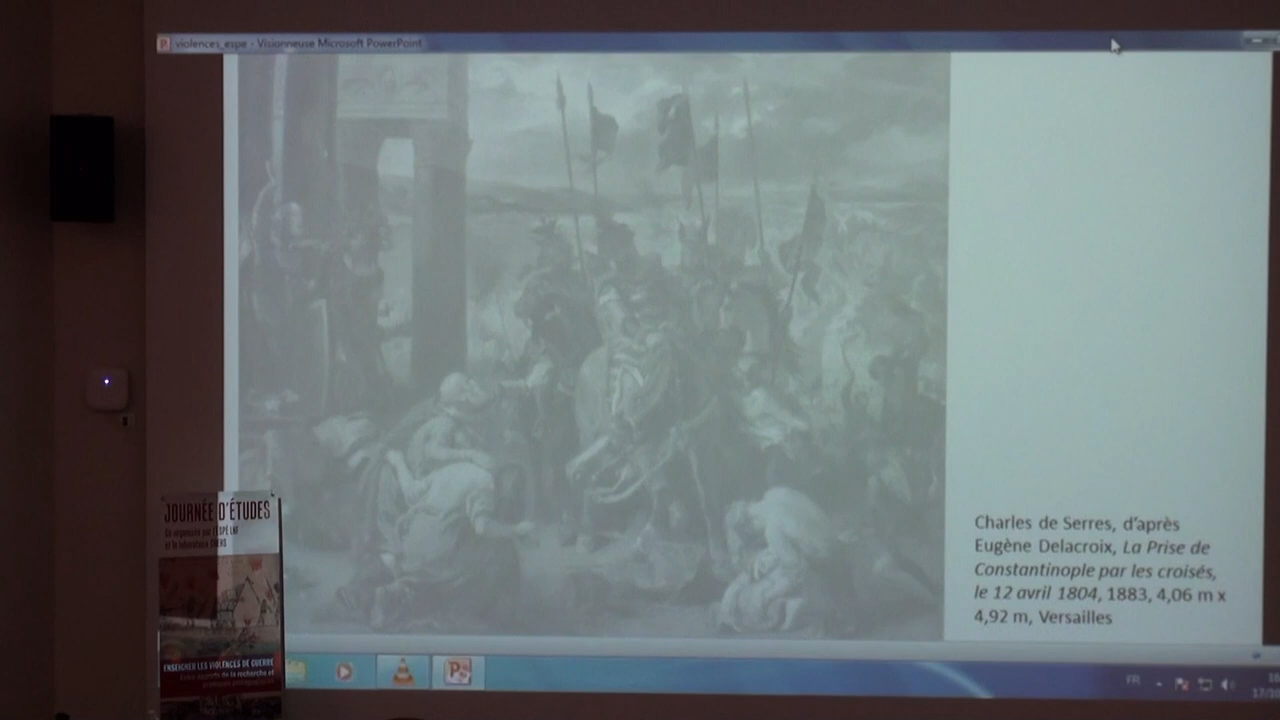 violences_espe - Visionneuse Microsoft PowerPoint
Charles de Serres, d'après
Eugène Delacroix, La Prise de
Constantinople par les croisés,
le 12 avril 1804, 1883, 4,06 m x
4,92 m, Versailles
JOURNÉE D'ÉTUDES
ENSEIGNER LES VIOLENCES DE GUERRE
FR